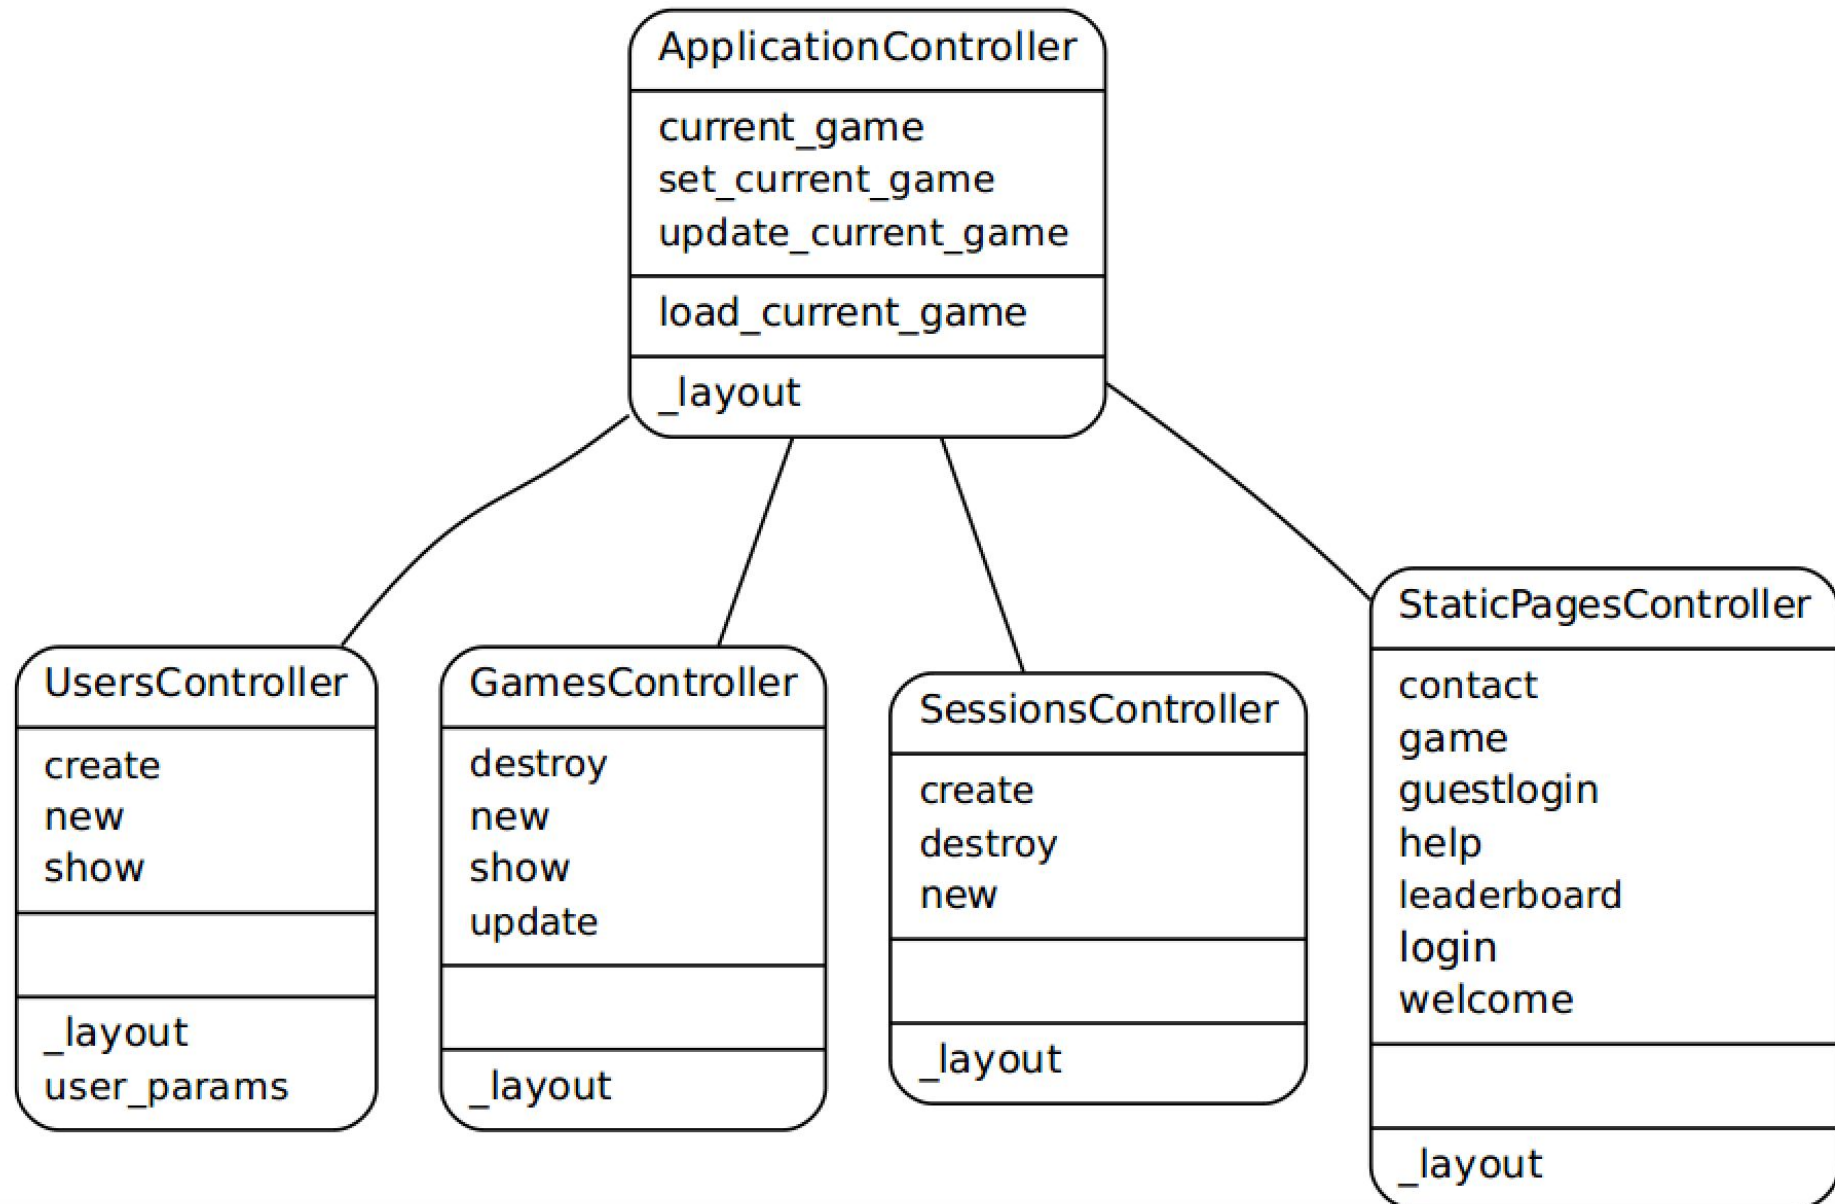 ApplicationController
current_game
set_current_game
update_current_game
load_current_game
_layout
UsersController
create
new
show
_layout
user_params
GamesController
destroy
new
show
update
_layout
SessionsController
create
destroy
new
_layout
StaticPagesController
contact
game
guestlogin
help
leaderboard
login
welcome
_layout